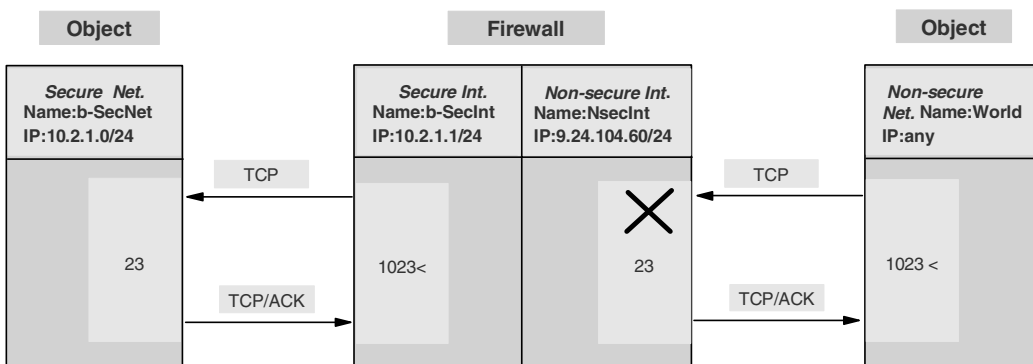 Object
Firewall
Object
Secure Net.
Name:b-SecNet
IP:10.2.1.0/24
Secure Int.
Name:b-SecInt
IP:10.2.1.1/24
Non-secure Int.
Name:NsecInt
IP:9.24.104.60/24
Non-secure
Net. Name:World
IP:any
TCP
TCP
23
1023<
23
1023 <
TCP/ACK
TCP/ACK